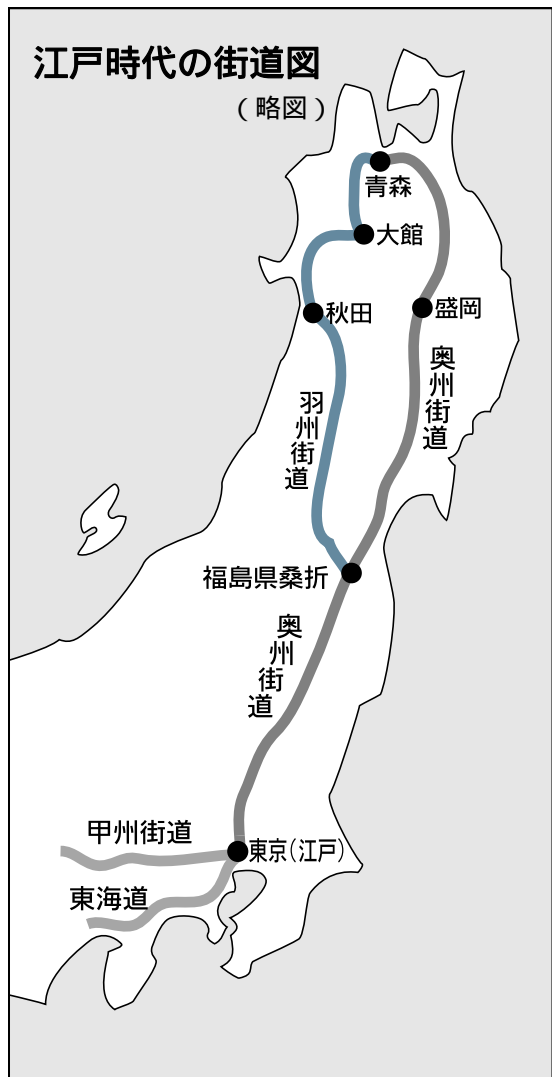 江戸時代の街道図
(略図)
青森
大館
秋田
盛岡
奥州街道
羽州街道
福島県桑折
奥州街道
甲州街道
東京(江戸)
東海道